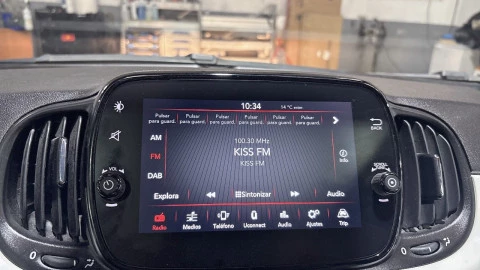 10:34
14 °C
Pulsar para guard. Pulsar para guard. Pulsar para guard. Pulsar para guard. Pulsar para guard. Pulsar para guard.
BACK
AM
FM
DAB
100.30 MHz
KISS FM
KISS FM
Info
VOL
SCROLL
Explora
Sintonizar
Audio
Radio Medios Teléfono Uconnect Audio Ajustes Trip